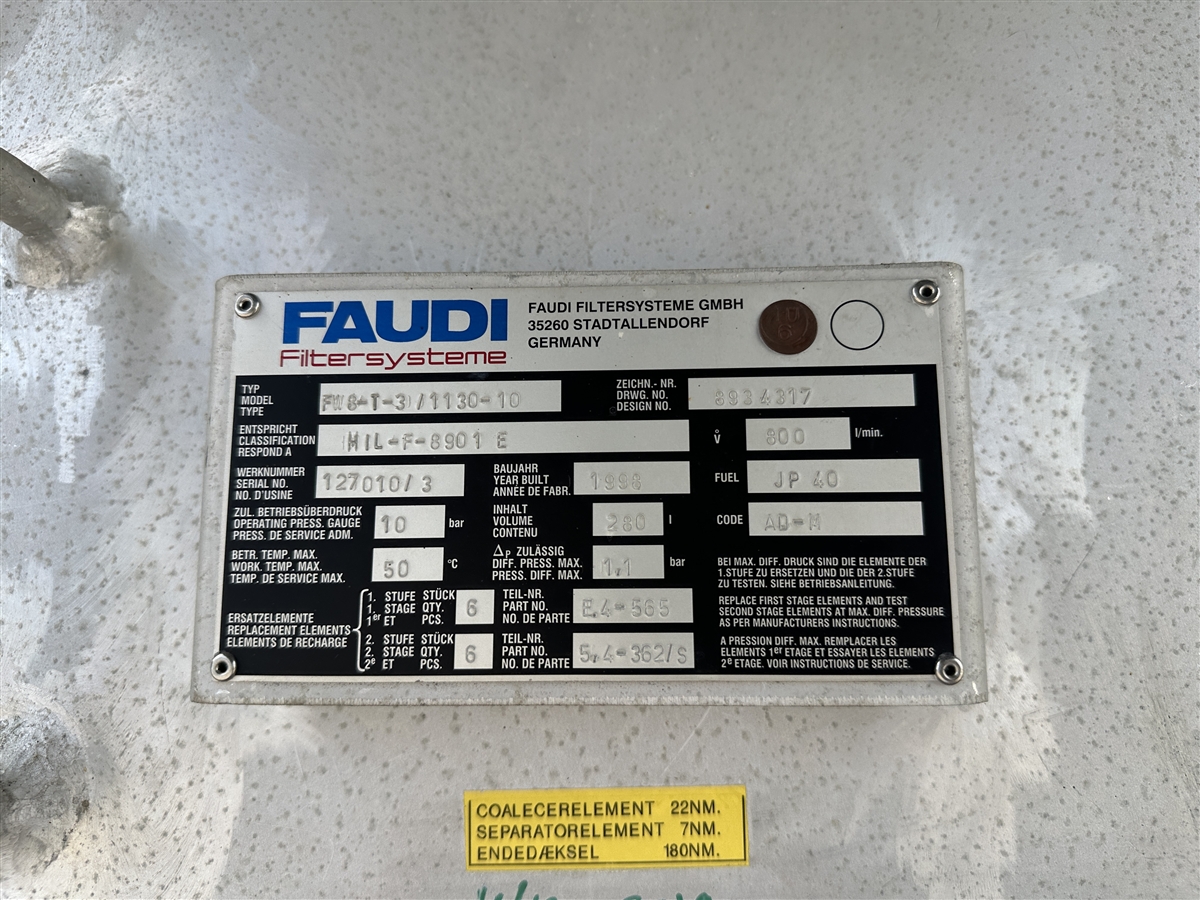 FAUDI
Filtersysteme
FAUDI FILTERSYSTEME GMBH
35260 STADTALLENDORF
GERMANY
TYP
MODEL
TYPE
FW8-T-3 /1130-10
ZEICHN.- NR.
DRWG. NO.
DESIGN NO.
8934317
ENTSPRICHT
CLASSIFICATION
RESPOND A
MIL-F-8901 E
V̊
800
l/min.
WERKNUMMER
SERIAL NO.
NO. D'USINE
127010/3
BAUJAHR
YEAR BUILT
ANNÉE DE FABR.
FUEL
JP 40
ZUL. BETRIEBSÜBERDRUCK
OPERATING PRESS. GAUGE
PRESS. DE SERVICE ADM.
10
bar
INHALT
VOLUME
CONTENU
280
l
CODE
AD-M
BETR. TEMP. MAX.
WORK. TEMP. MAX.
TEMP. DE SERVICE MAX.
50
°C
Δp ZULÄSSIG
DIFF. PRESS. MAX.
PRESS. DIFF. MAX.
1,1
bar
ERSATZELEMENTE
REPLACEMENT ELEMENTS
ELEMENTS DE RECHARGE
1. STUFE STÜCK
1. STAGE QTY.
1er ET PCS.
6
TEIL-NR.
PART NO.
NO. DE PARTE
E.4-565
2. STUFE STÜCK
2. STAGE QTY.
2e ET PCS.
6
TEIL-NR.
PART NO.
NO. DE PARTE
5.4-362/S
BEI MAX. DIFF. DRUCK SIND DIE ELEMENTE DER
1.STUFE ZU ERSETZEN UND DIE DER 2.STUFE
ZU TESTEN. SIEHE BETRIEBSANLEITUNG.
REPLACE FIRST STAGE ELEMENTS AND TEST
SECOND STAGE ELEMENTS AT MAX. DIFF. PRESSURE
AS PER MANUFACTURERS INSTRUCTIONS.
A PRESSION DIFF. MAX. REMPLACER LES
ELEMENTS 1er ETAGE ET ESSAYER LES ELEMENTS
2e ETAGE. VOIR INSTRUCTIONS DE SERVICE.
COALECERELEMENT 22NM.
SEPARATORELEMENT 7NM.
ENDEDÆKSEL 180NM.